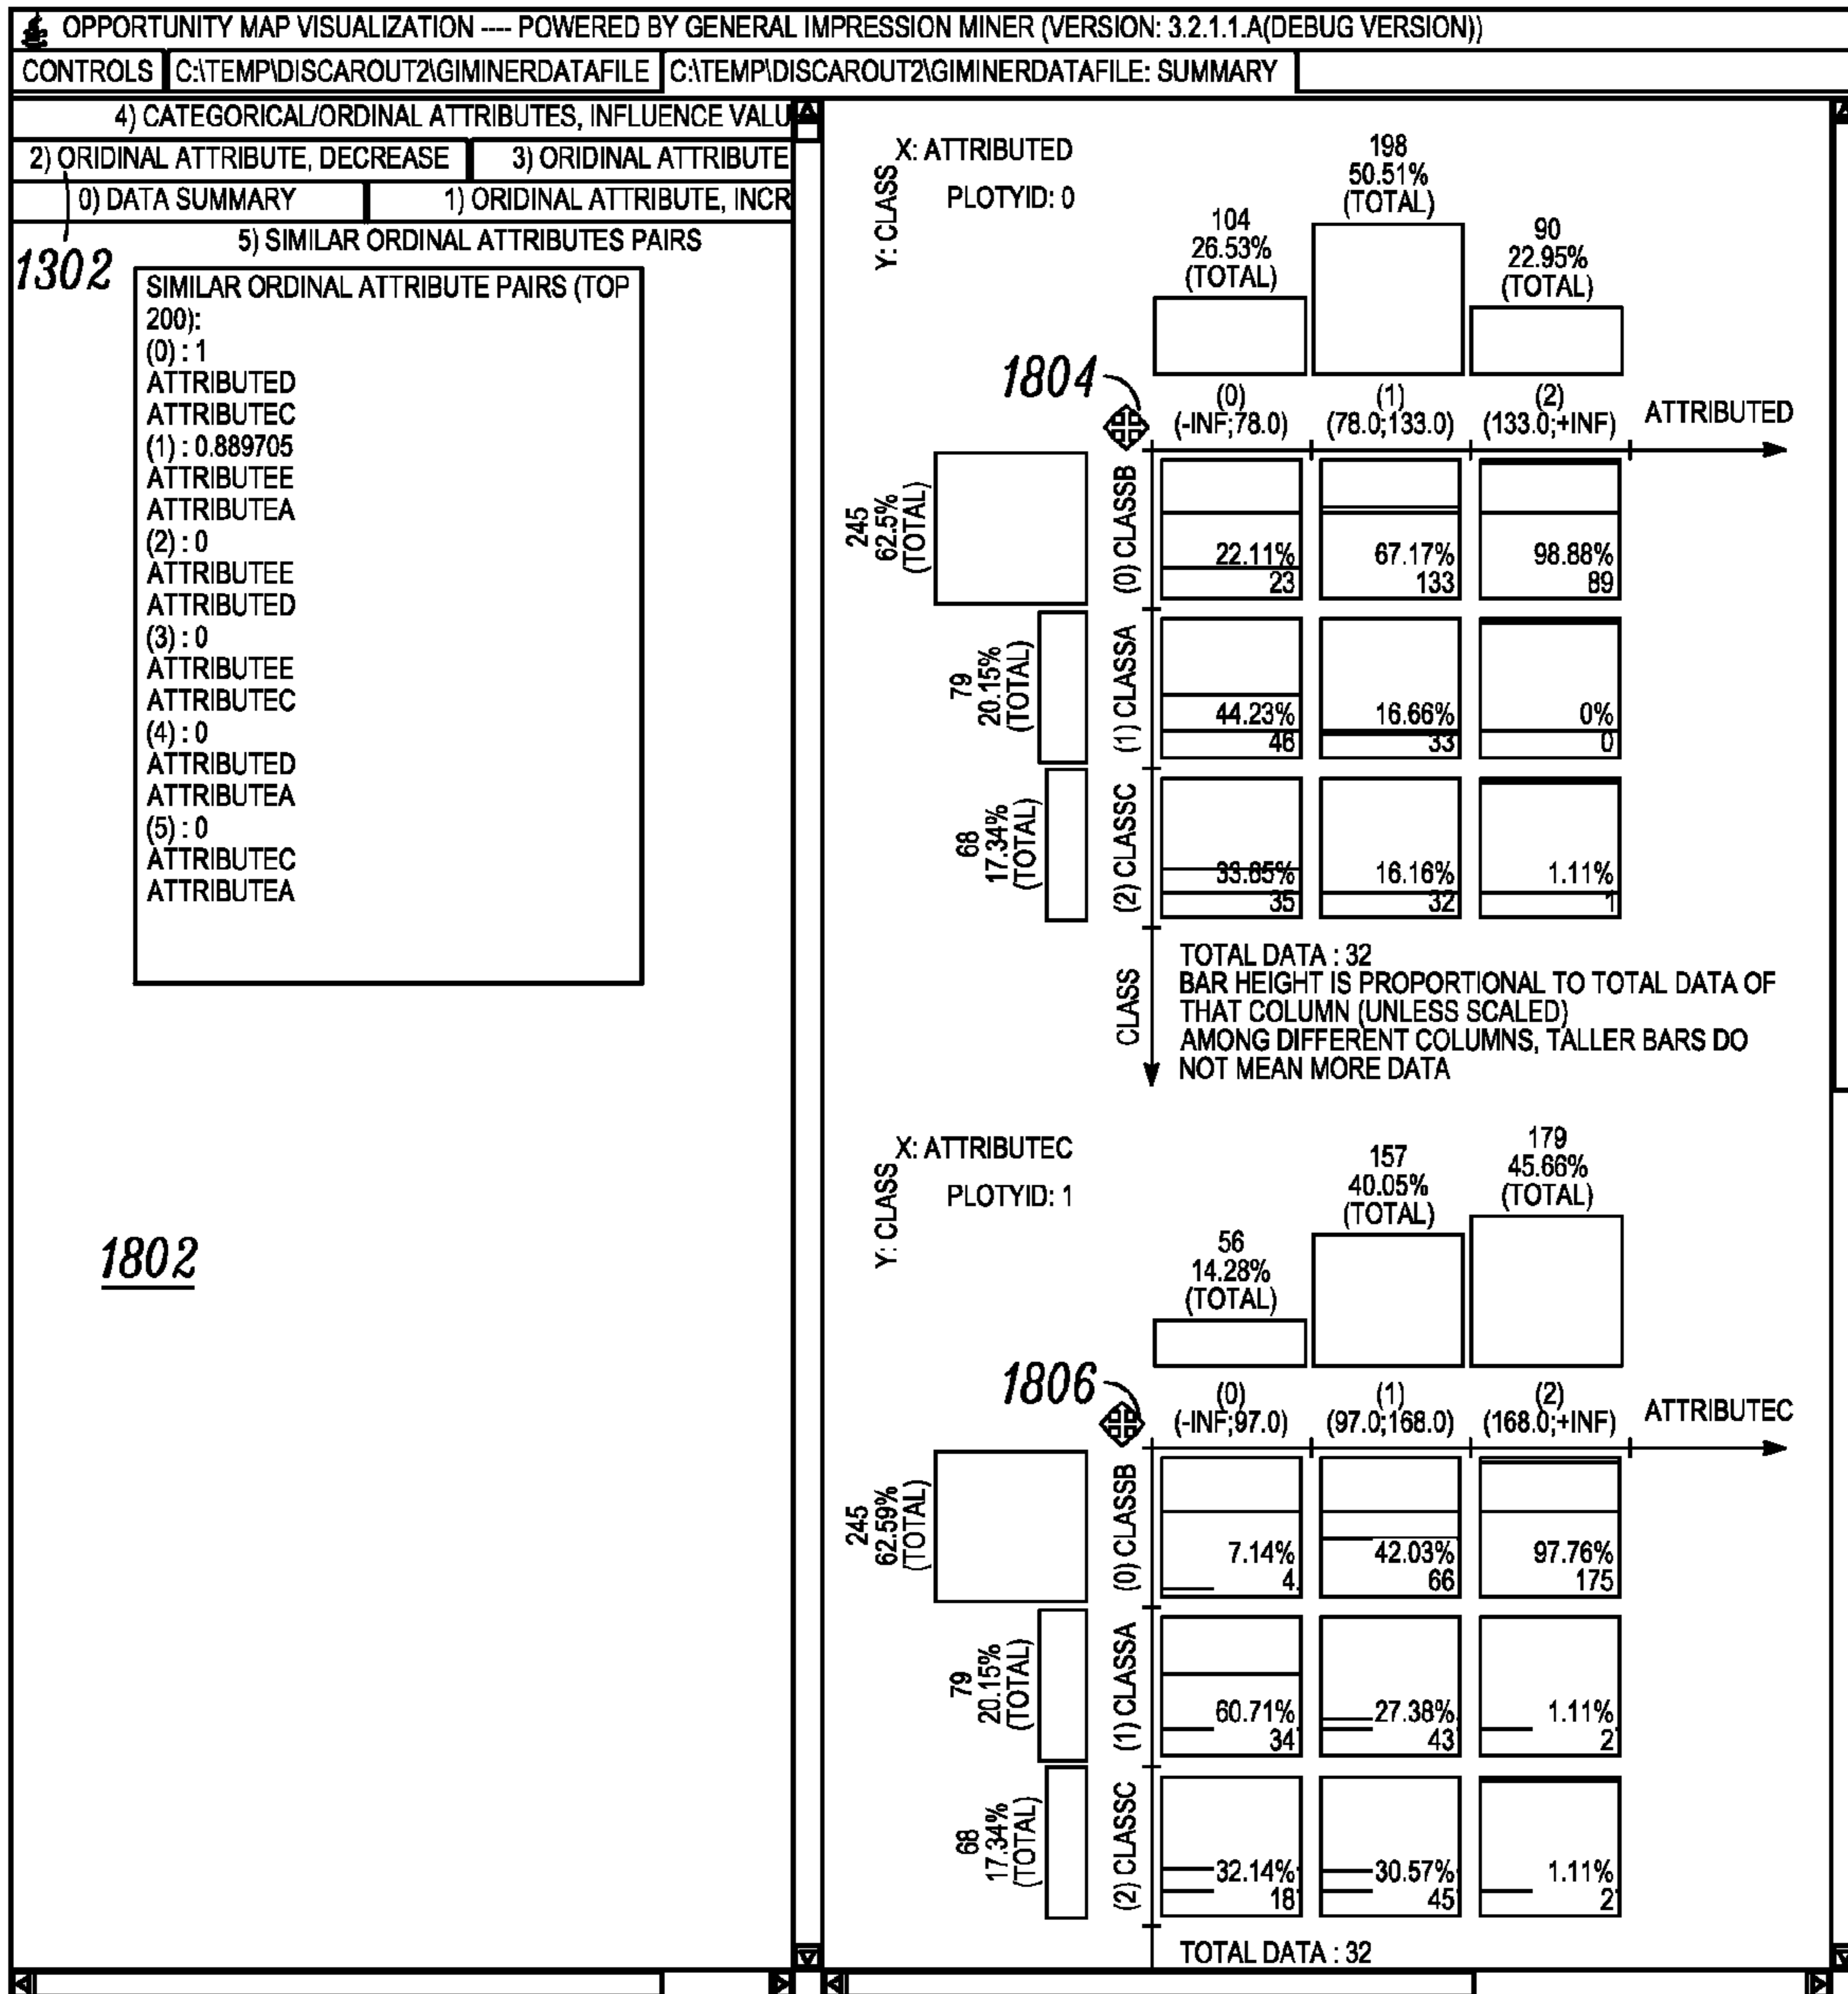 OPPORTUNITY MAP VISUALIZATION ---- POWERED BY GENERAL IMPRESSION MINER (VERSION: 3.2.1.1.A(DEBUG VERSION))
CONTROLS C:\TEMP\DISCAROUT2\GIMINERDATAFILE C:\TEMP\DISCAROUT2\GIMINERDATAFILE: SUMMARY
4) CATEGORICAL/ORDINAL ATTRIBUTES, INFLUENCE VALU
2) ORIDINAL ATTRIBUTE, DECREASE 3) ORIDINAL ATTRIBUTE
0) DATA SUMMARY 1) ORIDINAL ATTRIBUTE, INCR
5) SIMILAR ORDINAL ATTRIBUTES PAIRS
1302
SIMILAR ORDINAL ATTRIBUTE PAIRS (TOP
200):
(0) : 1
ATTRIBUTED
ATTRIBUTEC
(1) : 0.889705
ATTRIBUTEE
ATTRIBUTEA
(2) : 0
ATTRIBUTEE
ATTRIBUTED
(3) : 0
ATTRIBUTEE
ATTRIBUTEC
(4) : 0
ATTRIBUTED
ATTRIBUTEA
(5) : 0
ATTRIBUTEC
ATTRIBUTEA
1802
X: ATTRIBUTED
Y: CLASS
PLOTYID: 0
104
26.53%
(TOTAL)
198
50.51%
(TOTAL)
90
22.95%
(TOTAL)
1804
(0)
(-INF;78.0)
(1)
(78.0;133.0)
(2)
(133.0;+INF)
ATTRIBUTED
245
62.5%
(TOTAL)
(0) CLASSB
22.11%
23
67.17%
133
98.88%
89
79
20.15%
(TOTAL)
(1) CLASSA
44.23%
46
16.66%
33
0%
0
68
17.34%
(TOTAL)
(2) CLASSC
33.65%
35
16.16%
32
1.11%
1
CLASS
TOTAL DATA : 32
BAR HEIGHT IS PROPORTIONAL TO TOTAL DATA OF
THAT COLUMN (UNLESS SCALED)
AMONG DIFFERENT COLUMNS, TALLER BARS DO
NOT MEAN MORE DATA
X: ATTRIBUTEC
Y: CLASS
PLOTYID: 1
56
14.28%
(TOTAL)
157
40.05%
(TOTAL)
179
45.66%
(TOTAL)
1806
(0)
(-INF;97.0)
(1)
(97.0;168.0)
(2)
(168.0;+INF)
ATTRIBUTEC
245
62.59%
(TOTAL)
(0) CLASSB
7.14%
4
42.03%
66
97.76%
175
79
20.15%
(TOTAL)
(1) CLASSA
60.71%
34
27.38%
43
1.11%
2
68
17.34%
(TOTAL)
(2) CLASSC
32.14%
18
30.57%
45
1.11%
2
TOTAL DATA : 32